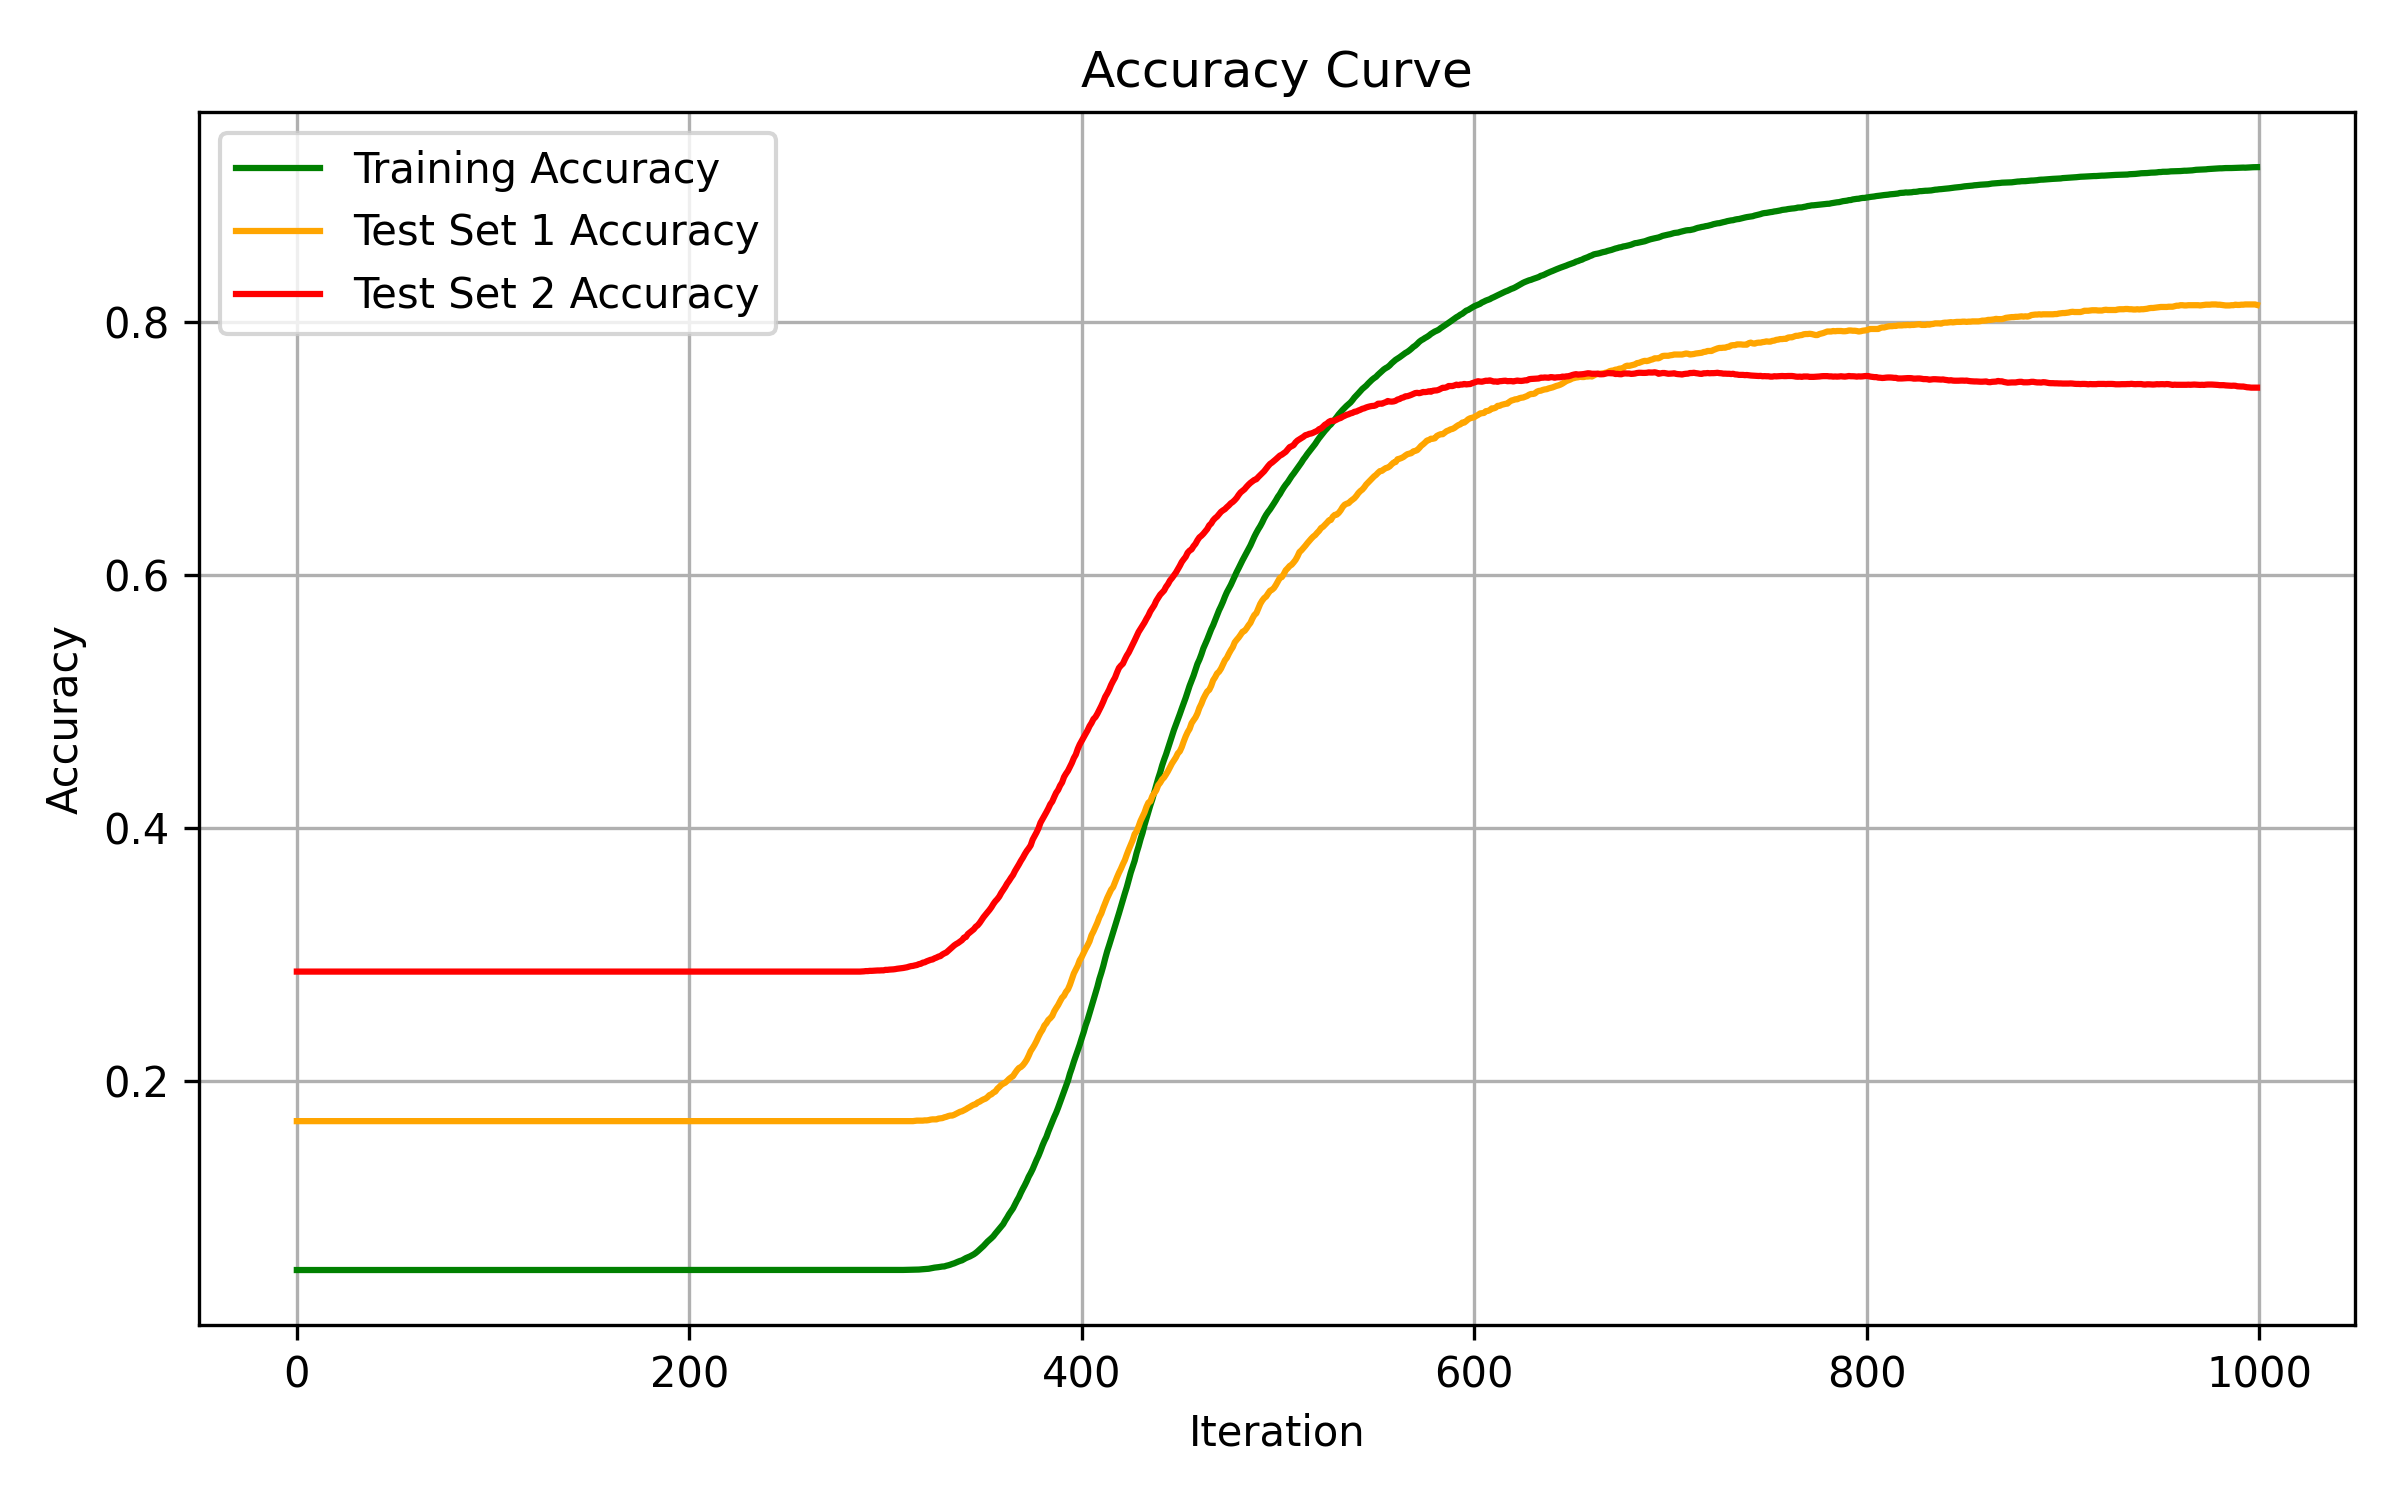 Accuracy Curve
Training Accuracy
Test Set 1 Accuracy
Test Set 2 Accuracy
0.8
0.6
0.4
0.2
Accuracy
0 200 400 600 800 1000
Iteration